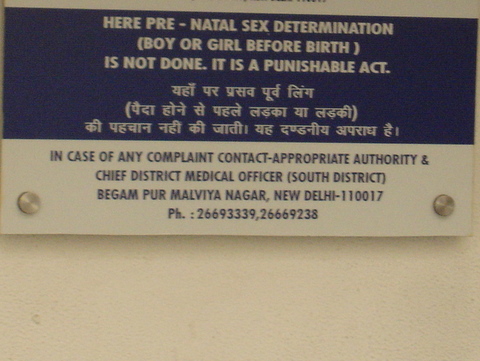 HERE PRE - NATAL SEX DETERMINATION
(BOY OR GIRL BEFORE BIRTH )
IS NOT DONE. IT IS A PUNISHABLE ACT.
यहाँ पर प्रसव पूर्व लिंग
(पैदा होने से पहले लड़का या लड़की)
की पहचान नहीं की जाती। यह दण्डनीय अपराध है।
IN CASE OF ANY COMPLAINT CONTACT-APPROPRIATE AUTHORITY &
CHIEF DISTRICT MEDICAL OFFICER (SOUTH DISTRICT)
BEGAM PUR MALVIYA NAGAR, NEW DELHI-110017
Ph. : 26693339,26669238